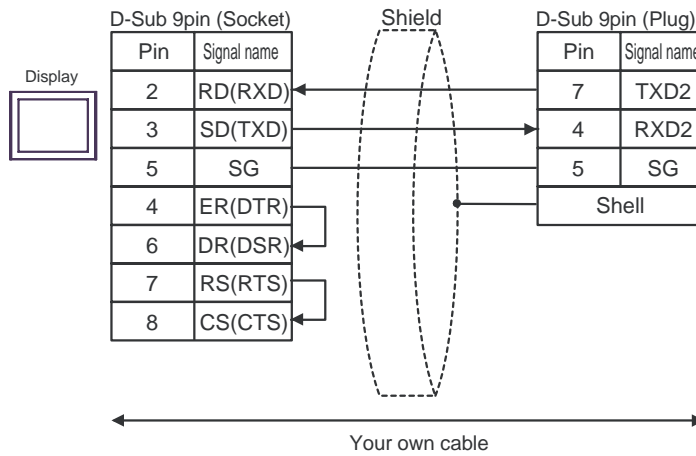 D-Sub 9pin (Socket) Shield D-Sub 9pin (Plug)
Pin Signal name Pin Signal name
Display
2 RD(RXD) 7 TXD2
3 SD(TXD) 4 RXD2
5 SG 5 SG
4 ER(DTR) Shell
6 DR(DSR)
7 RS(RTS)
8 CS(CTS)
Your own cable